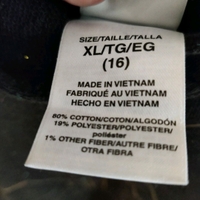 SIZE/TAILLE/TALLA
XL/TG/EG
(16)
MADE IN VIETNAM
FABRIQUÉ AU VIETNAM
HECHO EN VIETNAM
80% COTTON/COTON/ALGODÓN
19% POLYESTER/POLYESTER/
poliéster
1% OTHER FIBER/AUTRE FIBRE/
OTRA FIBRA